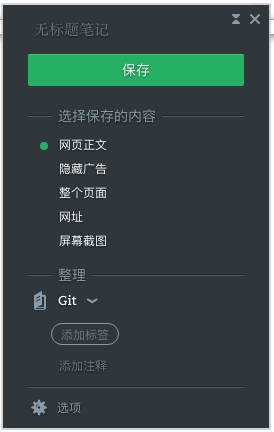 无标题笔记
保存
选择保存的内容
网页正文
隐藏广告
整个页面
网址
屏幕截图
整理
Git
添加标签
添加注释
选项